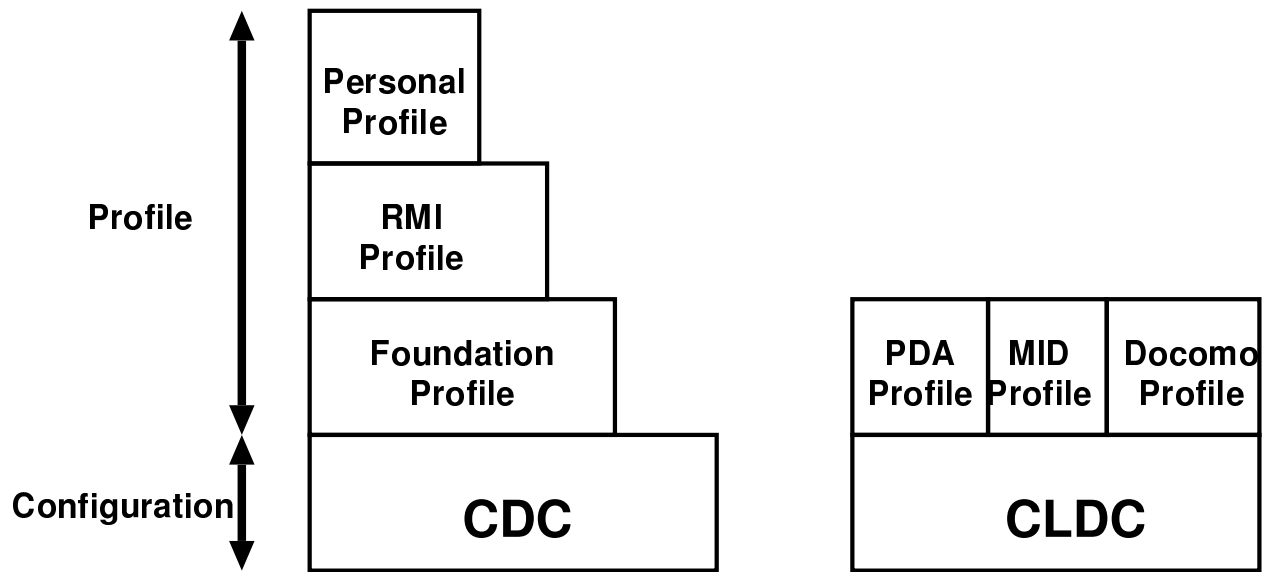 Personal
Profile
Profile
RMI
Profile
Foundation
Profile
PDA
Profile
MID
Profile
Docomo
Profile
Configuration
CDC
CLDC